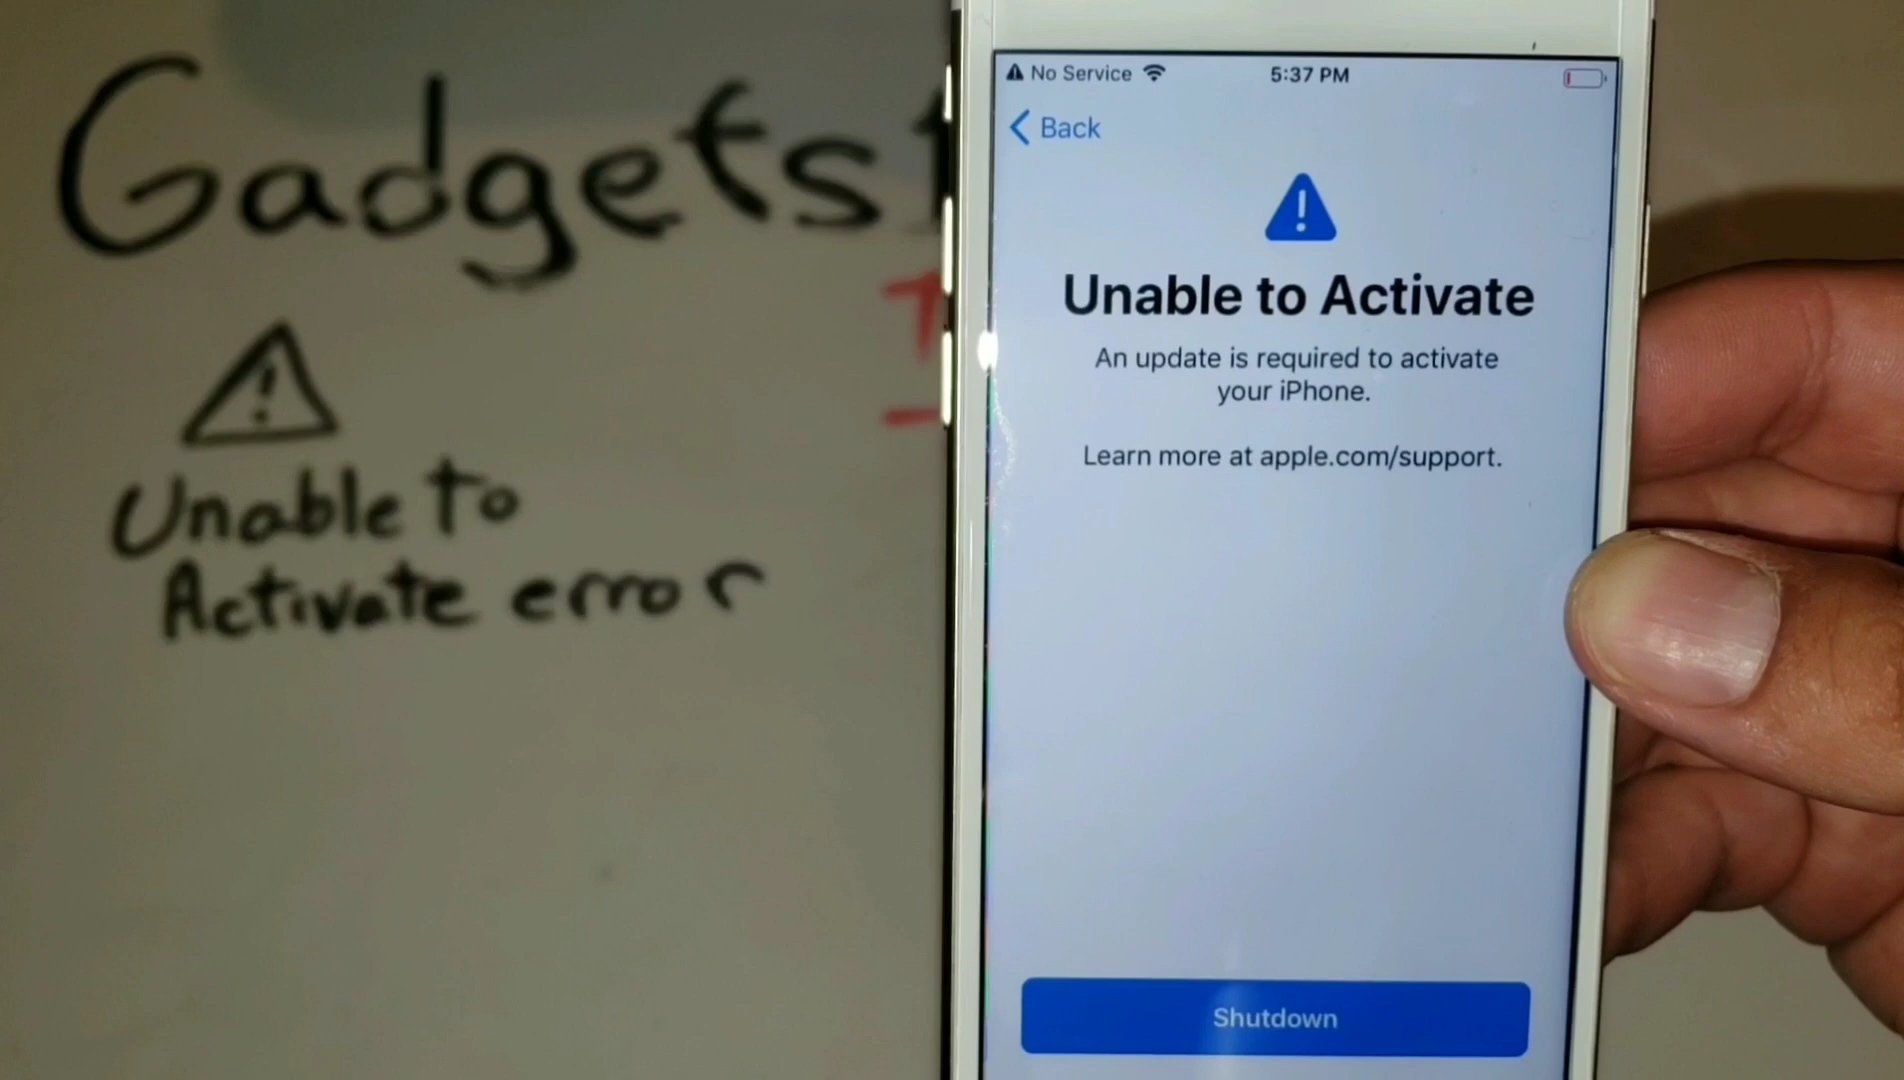 Gadgets
Unable to
Activate error
No Service
5:37 PM
Back
Unable to Activate
An update is required to activate
your iPhone.
Learn more at apple.com/support.
Shutdown